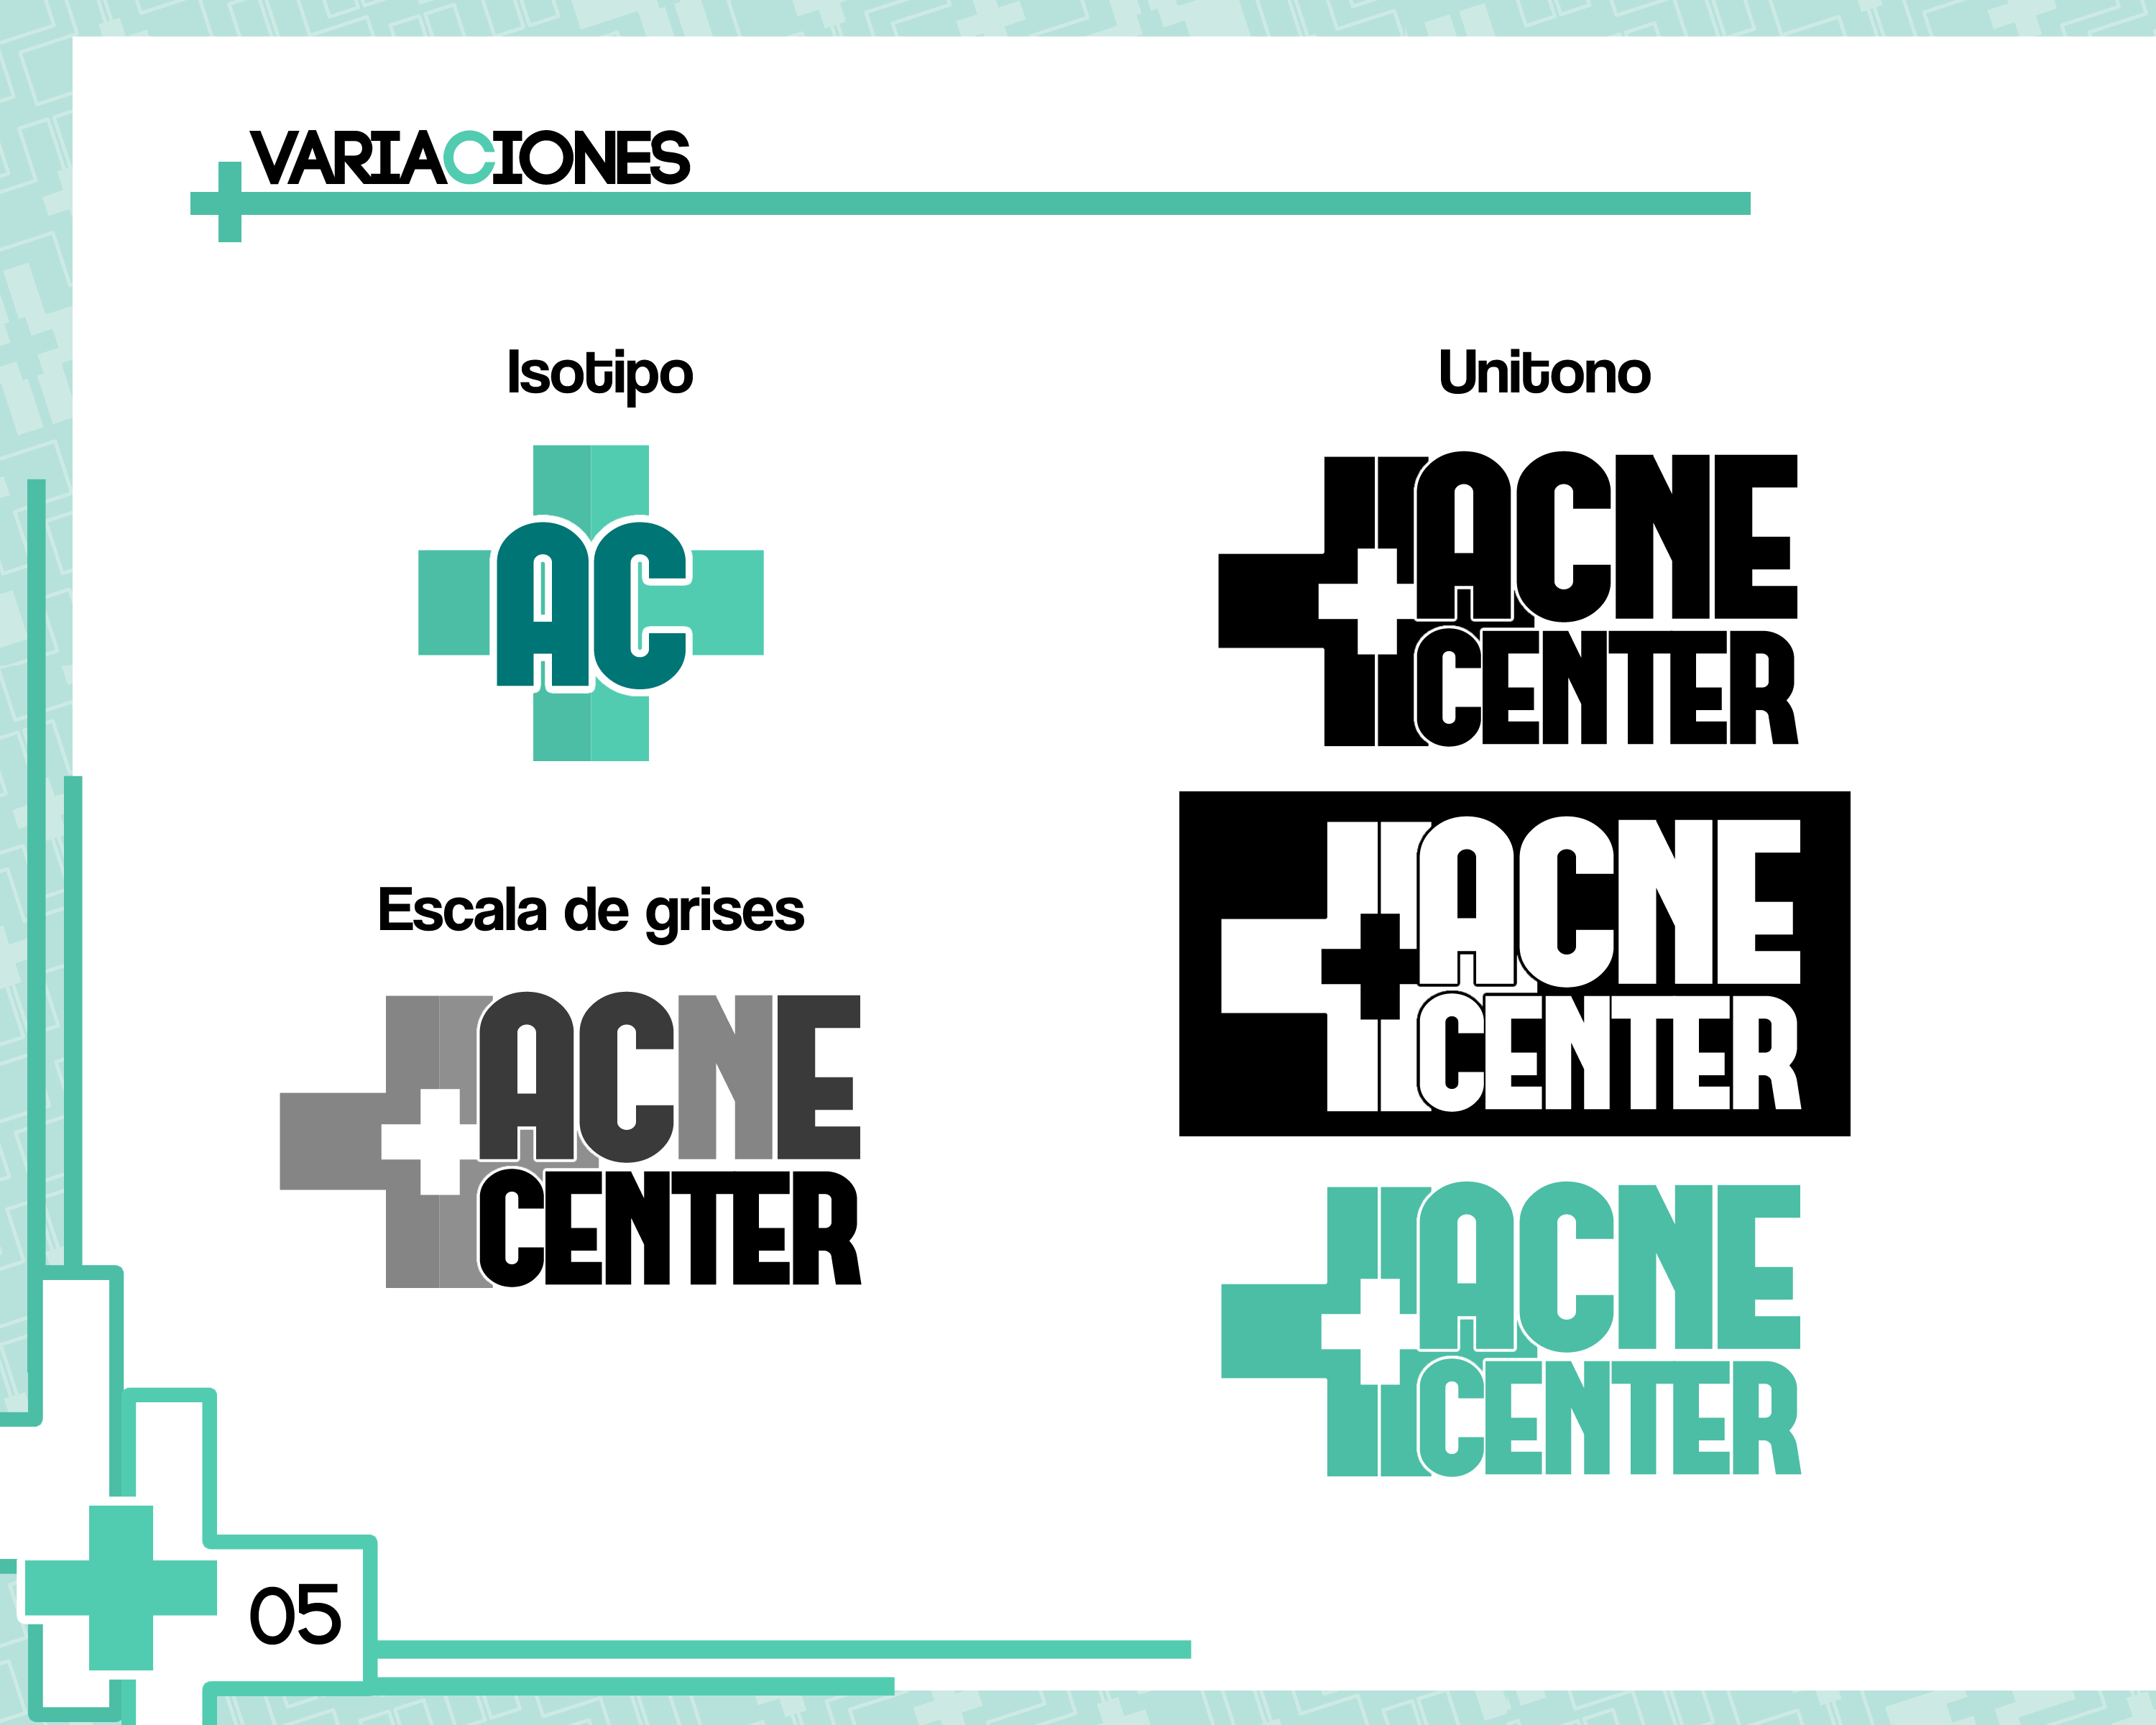 VARIACIONES
Isotipo
AC
Escala de grises
ACNE
CENTER
Unitono
ACNE
CENTER
ACNE
CENTER
ACNE
CENTER
05